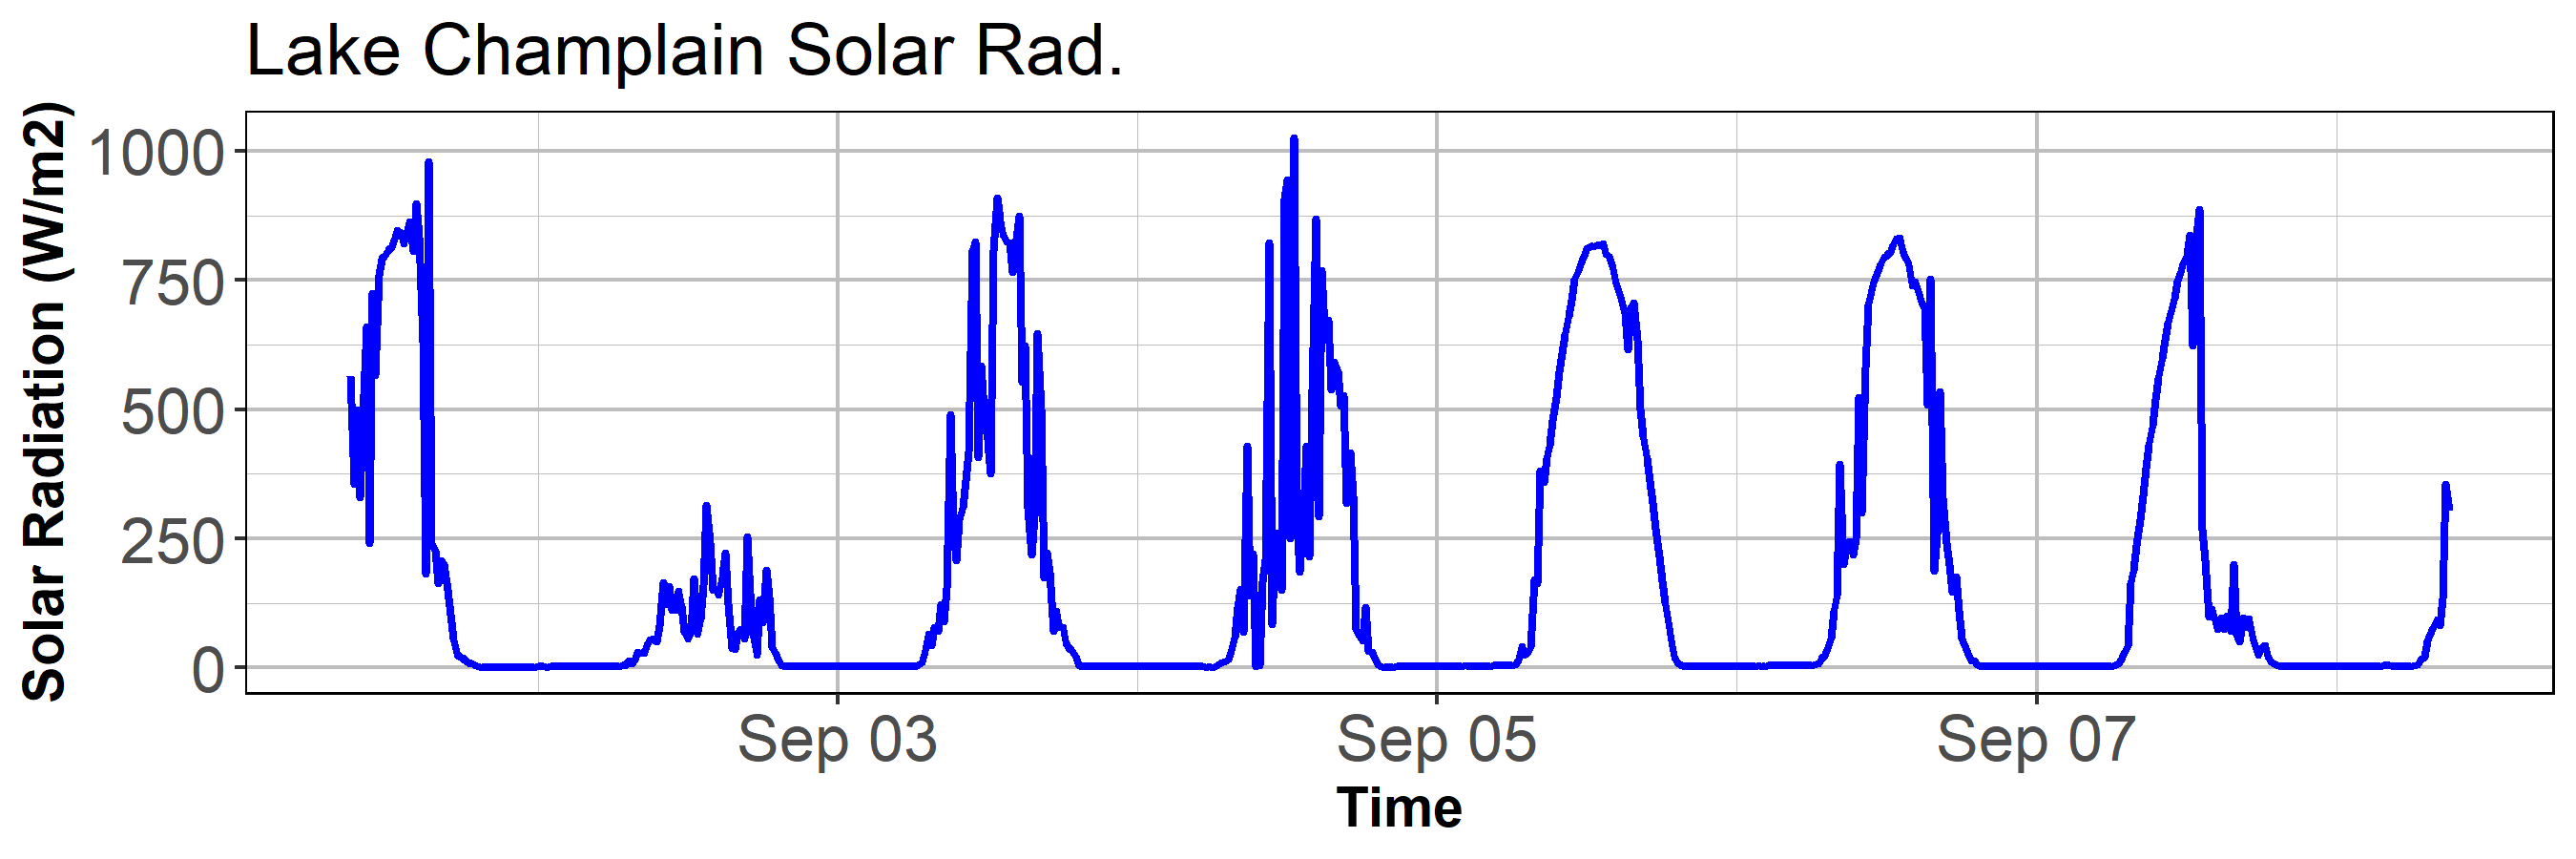 Lake Champlain Solar Rad.
Solar Radiation (W/m2)
1000
750
500
250
0
Sep 03 Sep 05 Sep 07
Time